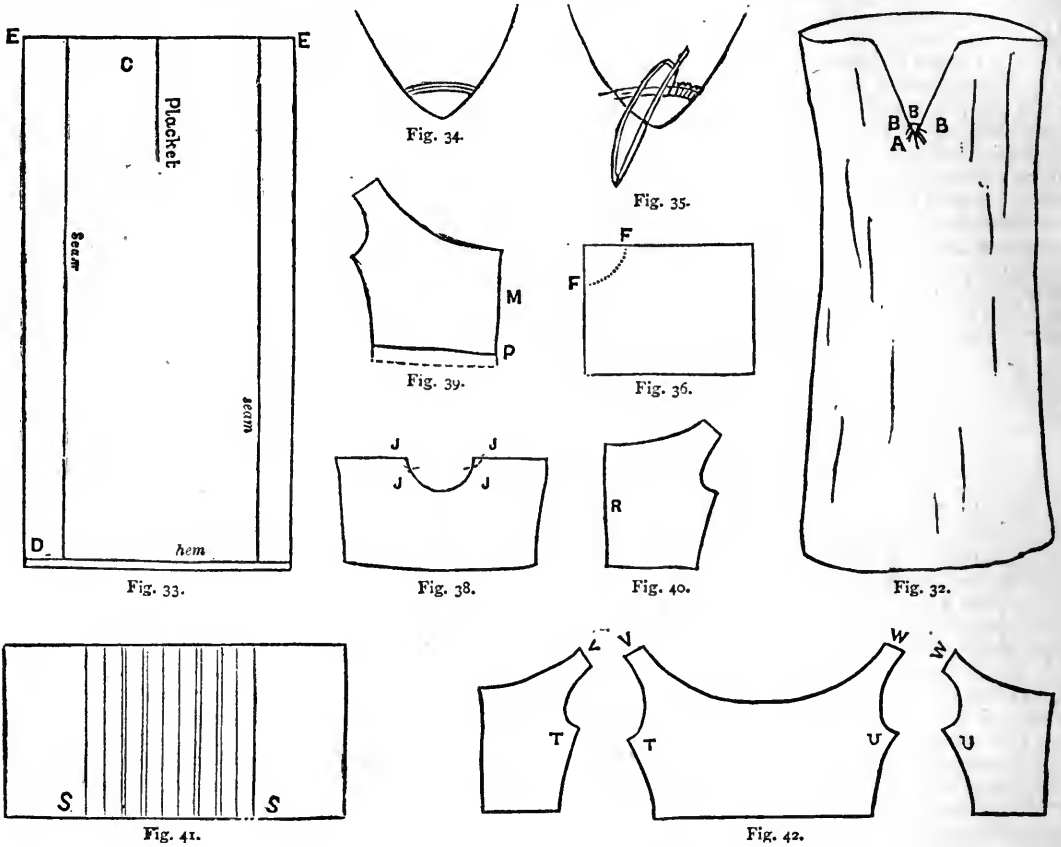 E E
C
Placket
Seam
seam
D
hem
Fig. 33.
Fig. 34.
Fig. 35.
B
B B
A
Fig. 32.
M
P
Fig. 39.
F
F
Fig. 36.
J J
J J
Fig. 38.
R
Fig. 40.
S S
Fig. 41.
V V W W
T T U U
Fig. 42.